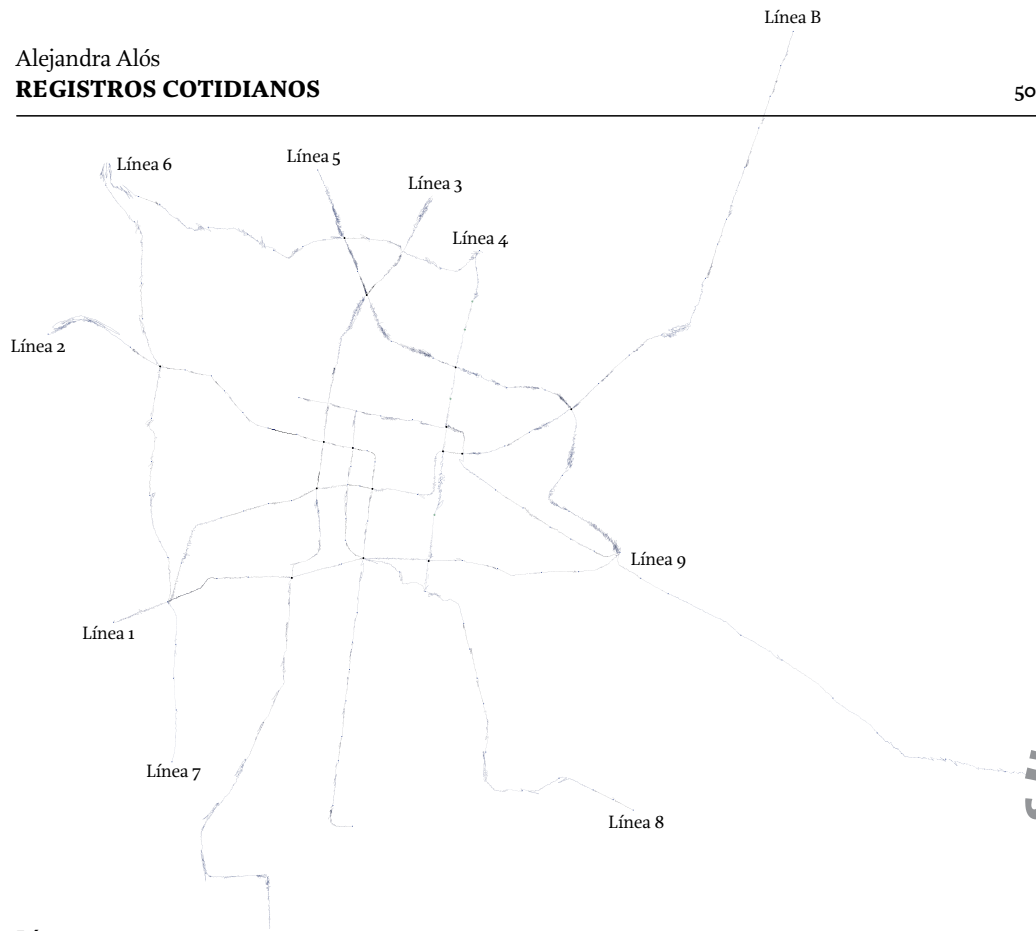 Línea B
Alejandra Alós
REGISTROS COTIDIANOS
50
Línea 6
Línea 5
Línea 3
Línea 4
Línea 2
Línea 9
Línea 1
Línea 7
Línea 8